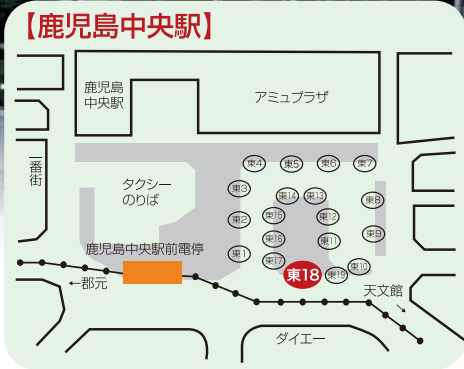 【鹿児島中央駅】
鹿児島
中央駅
アミュプラザ
一番街
タクシー
のりば
東4
東5
東6
東7
東3
東14
東13
東8
東2
東15
東12
東16
東11
東9
東1
東17
東18
東19
東10
鹿児島中央駅前電停
←郡元
天文館
ダイエー